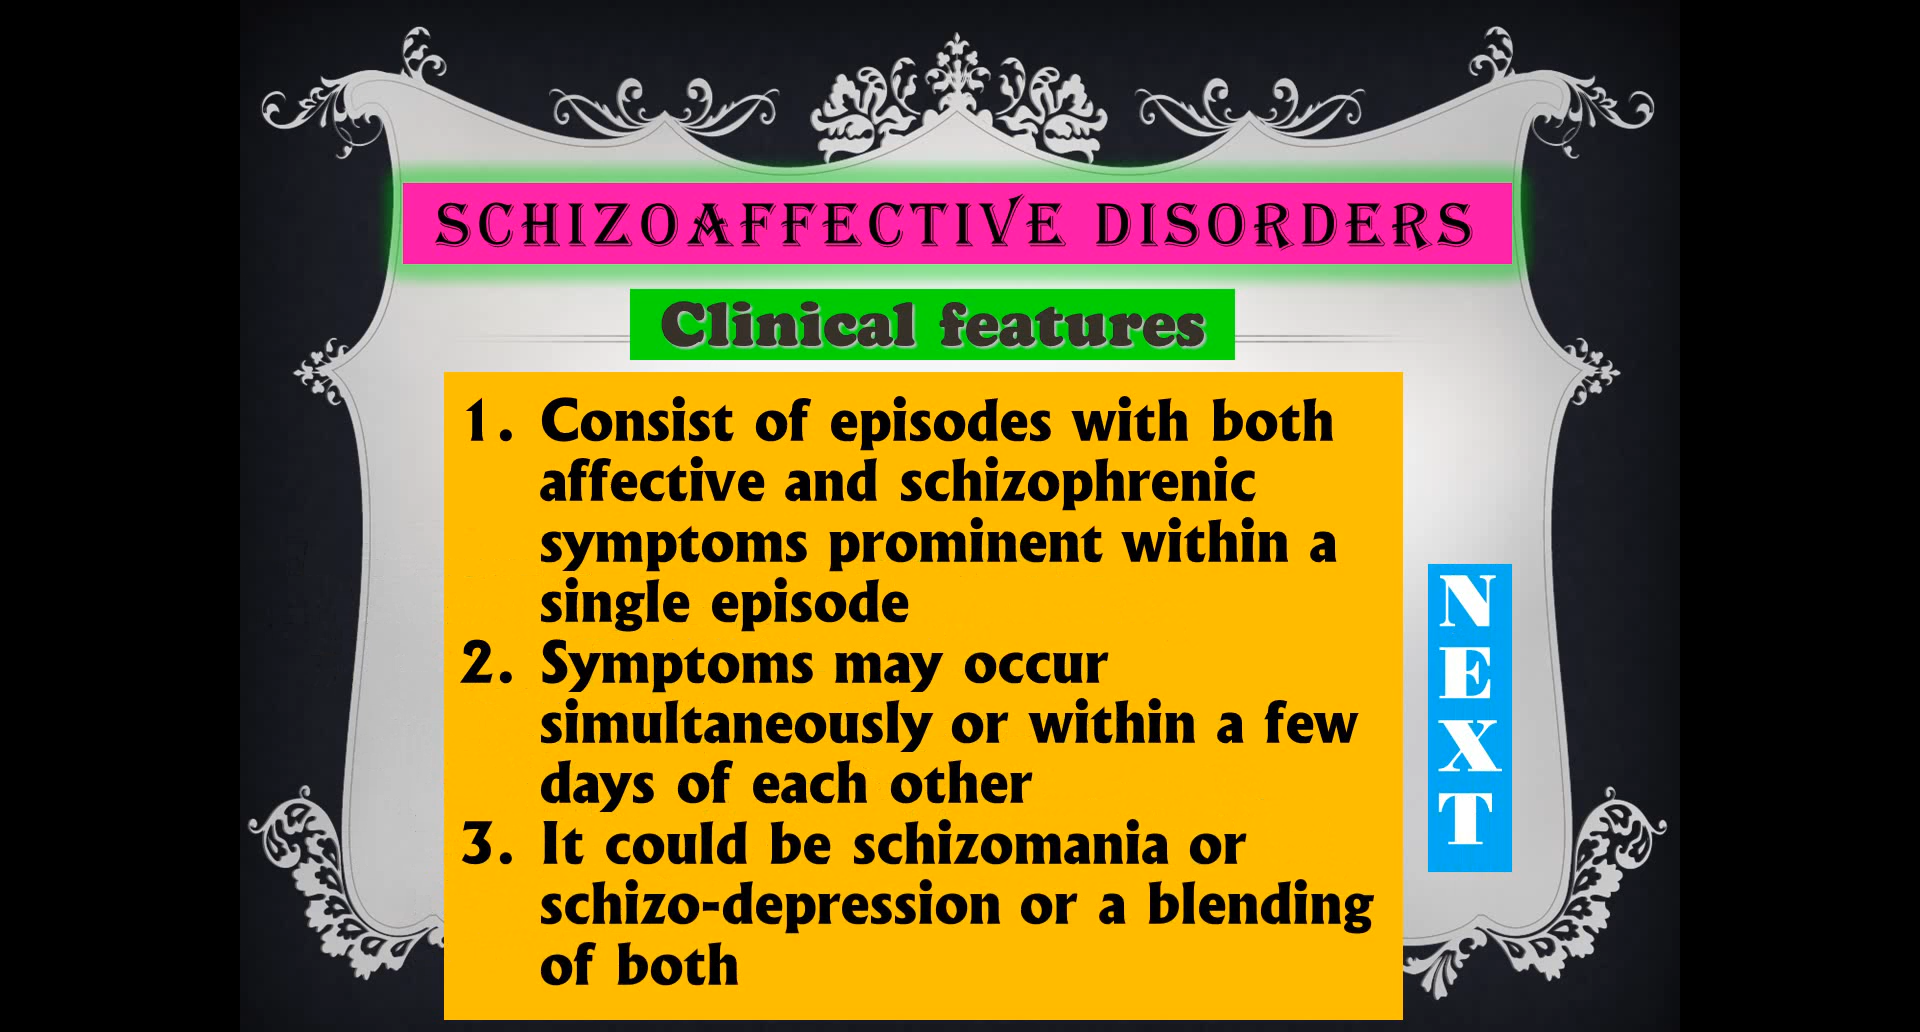 SCHIZOAFFECTIVE DISORDERS
Clinical features
1. Consist of episodes with both
affective and schizophrenic
symptoms prominent within a
single episode
2. Symptoms may occur
simultaneously or within a few
days of each other
3. It could be schizomania or
schizo-depression or a blending
of both
NEXT